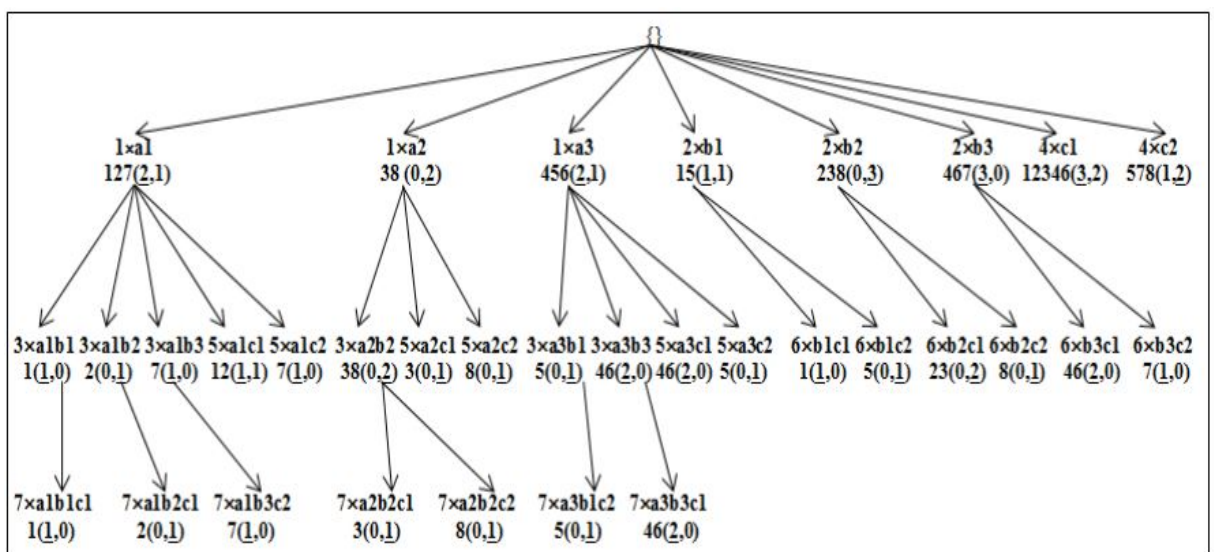 {}
1×a1 1×a2 1×a3 2×b1 2×b2 2×b3 4×c1 4×c2
127(2,1) 38 (0,2) 456(2,1) 15(1,1) 238(0,3) 467(3,0) 12346(3,2) 578(1,2)
3×a1b1 3×a1b2 3×a1b3 5×a1c1 5×a1c2 3×a2b2 5×a2c1 5×a2c2 3×a3b1 3×a3b3 5×a3c1 5×a3c2 6×b1c1 6×b1c2 6×b2c1 6×b2c2 6×b3c1 6×b3c2
1(1,0) 2(0,1) 7(1,0) 12(1,1) 7(1,0) 38(0,2) 3(0,1) 8(0,1) 5(0,1) 46(2,0) 46(2,0) 5(0,1) 1(1,0) 5(0,1) 23(0,2) 8(0,1) 46(2,0) 7(1,0)
7×a1b1c1 7×a1b2c1 7×a1b3c2 7×a2b2c1 7×a2b2c2 7×a3b1c2 7×a3b3c1
1(1,0) 2(0,1) 7(1,0) 3(0,1) 8(0,1) 5(0,1) 46(2,0)